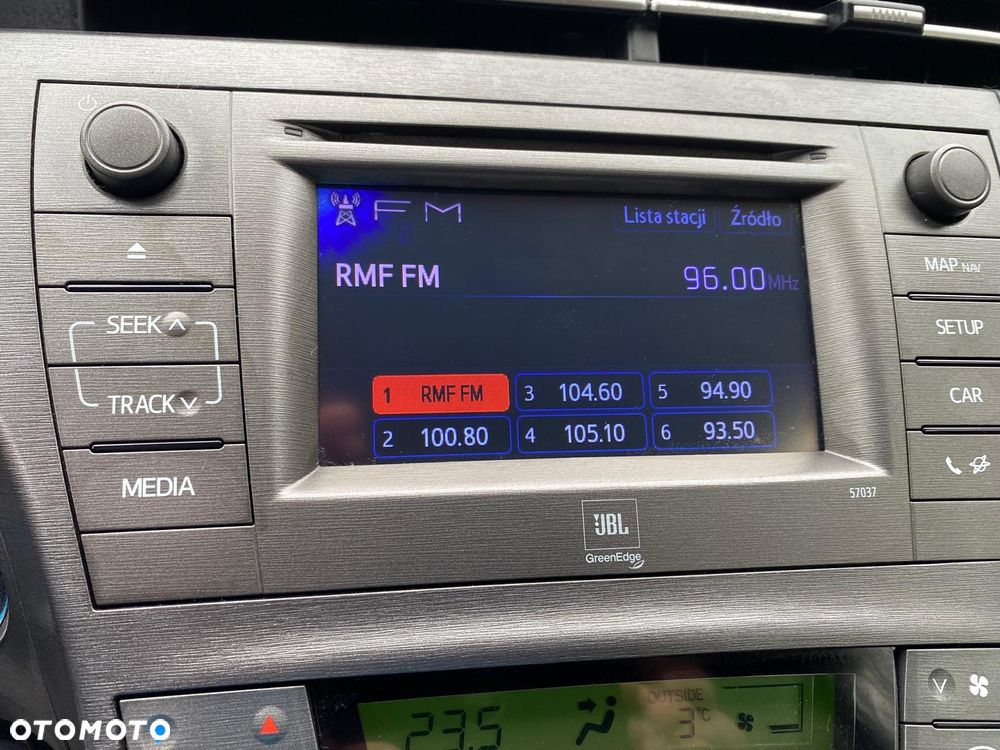 FM
Lista stacji
Źródło
RMF FM
96.00 MHz
1 RMF FM
3 104.60
5 94.90
2 100.80
4 105.10
6 93.50
SEEK
TRACK
MEDIA
MAP NAV
SETUP
CAR
57037
JBL
GreenEdge
23.5
OUTSIDE
3°C
OTOMOTO